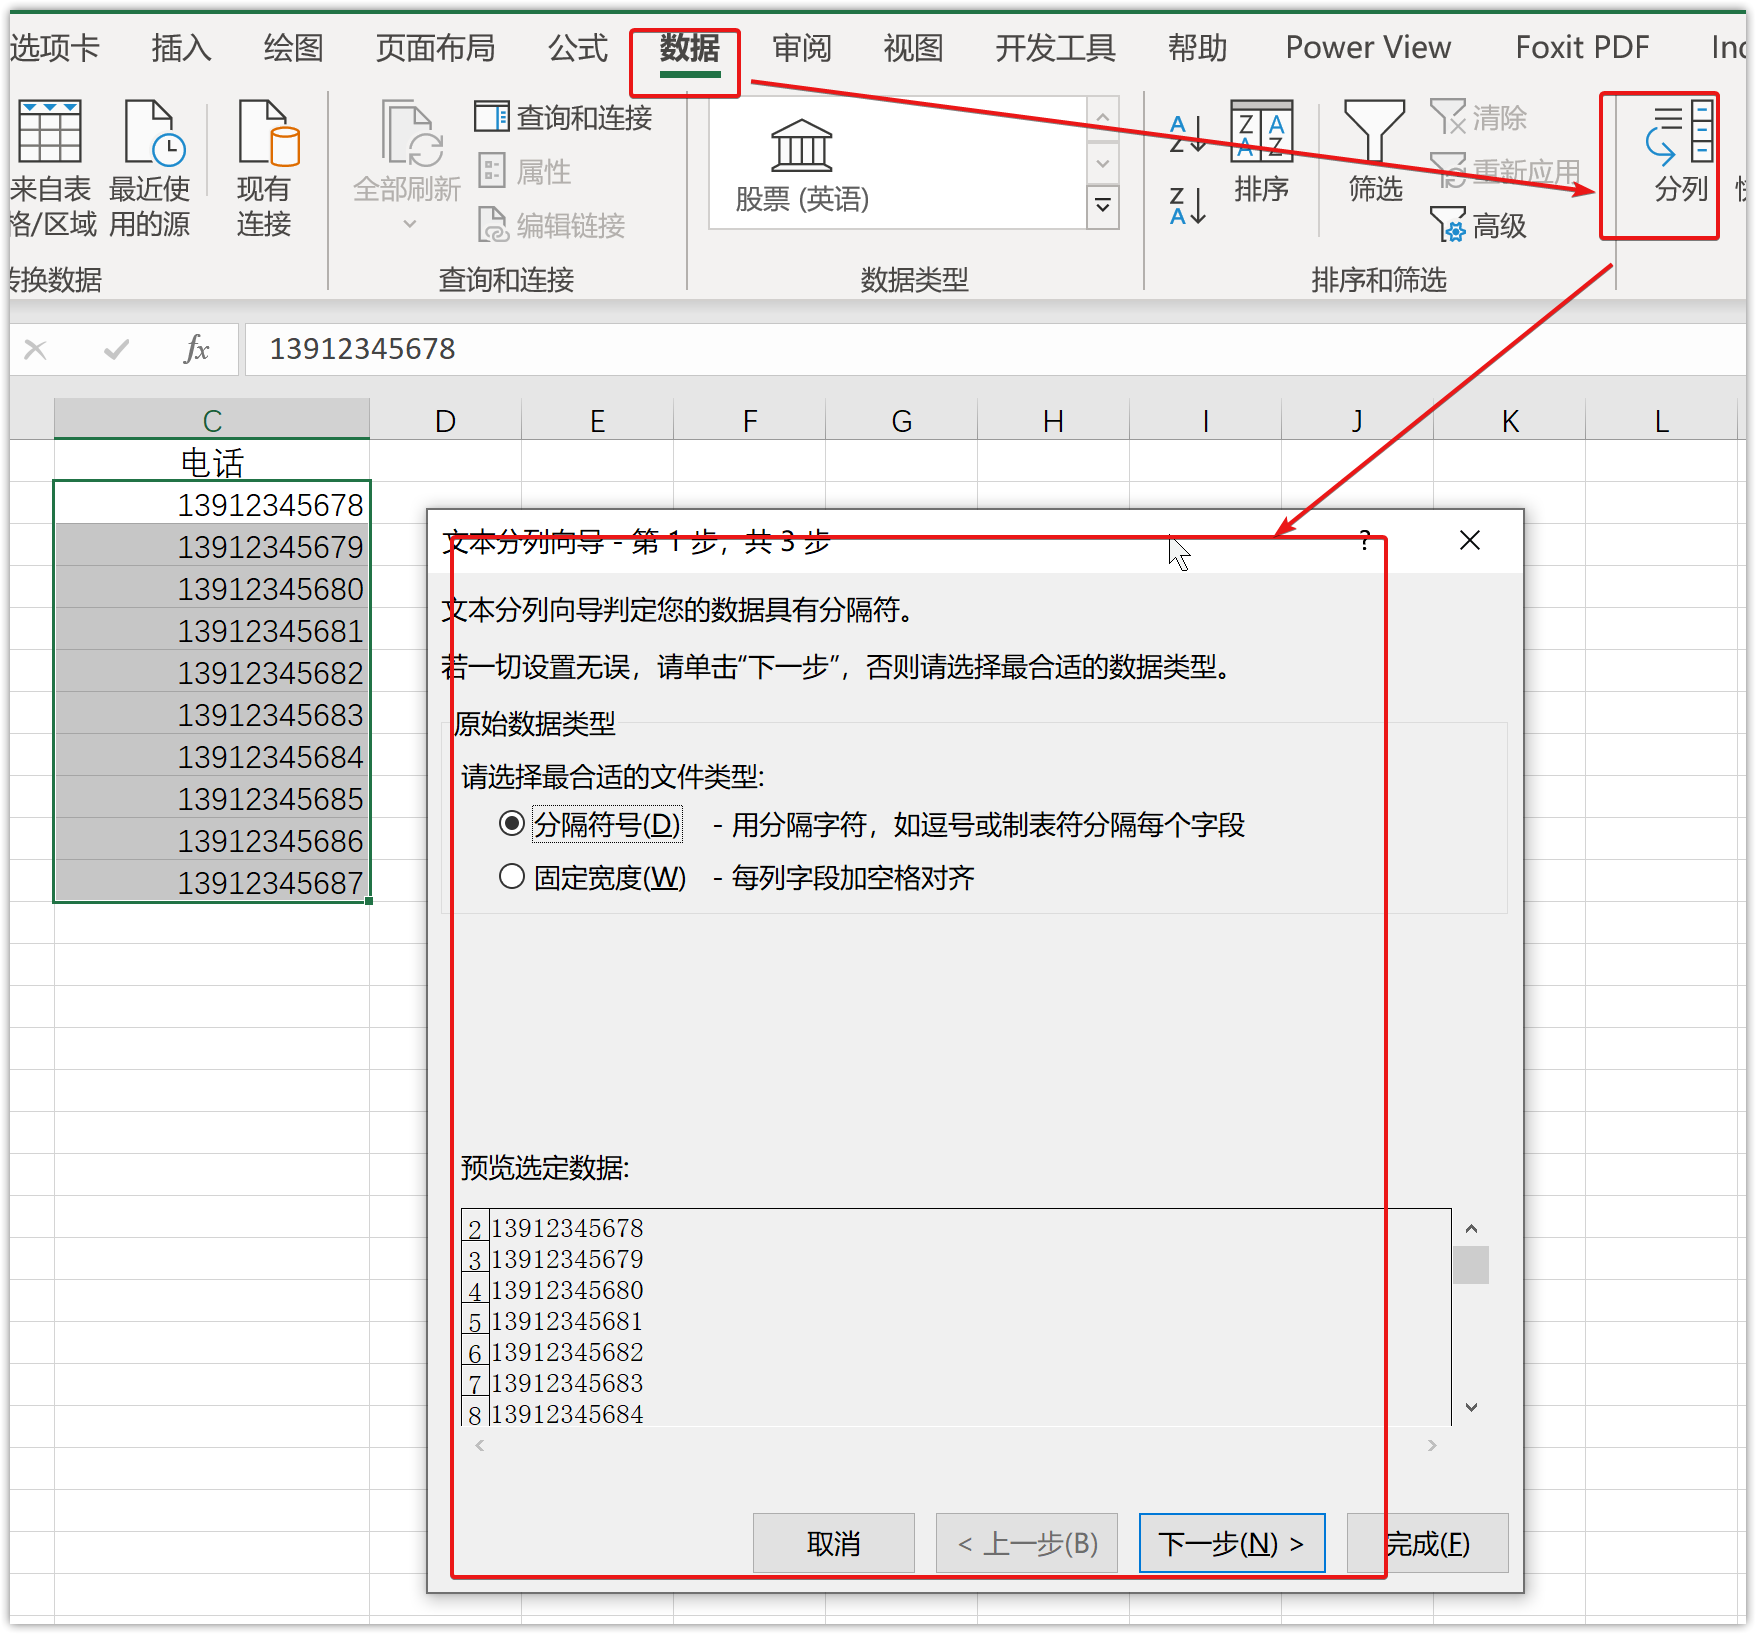 选项卡 插入 绘图 页面布局 公式 数据 审阅 视图 开发工具 帮助 Power View Foxit PDF
来自表
格/区域
最近使
用的源
现有
连接
全部刷新
查询和连接
属性
编辑链接
股票 (英语)
排序
筛选
清除
重新应用
高级
分列
转换数据 查询和连接 数据类型 排序和筛选
fx 13912345678
C D E F G H I J K L
电话
13912345678
13912345679
13912345680
13912345681
13912345682
13912345683
13912345684
13912345685
13912345686
13912345687
文本分列向导 - 第 1 步，共 3 步 ?
文本分列向导判定您的数据具有分隔符。
若一切设置无误，请单击“下一步”，否则请选择最合适的数据类型。
原始数据类型
请选择最合适的文件类型:
分隔符号(D) - 用分隔字符，如逗号或制表符分隔每个字段
固定宽度(W) - 每列字段加空格对齐
预览选定数据:
2 13912345678
3 13912345679
4 13912345680
5 13912345681
6 13912345682
7 13912345683
8 13912345684
取消 < 上一步(B) 下一步(N) > 完成(F)